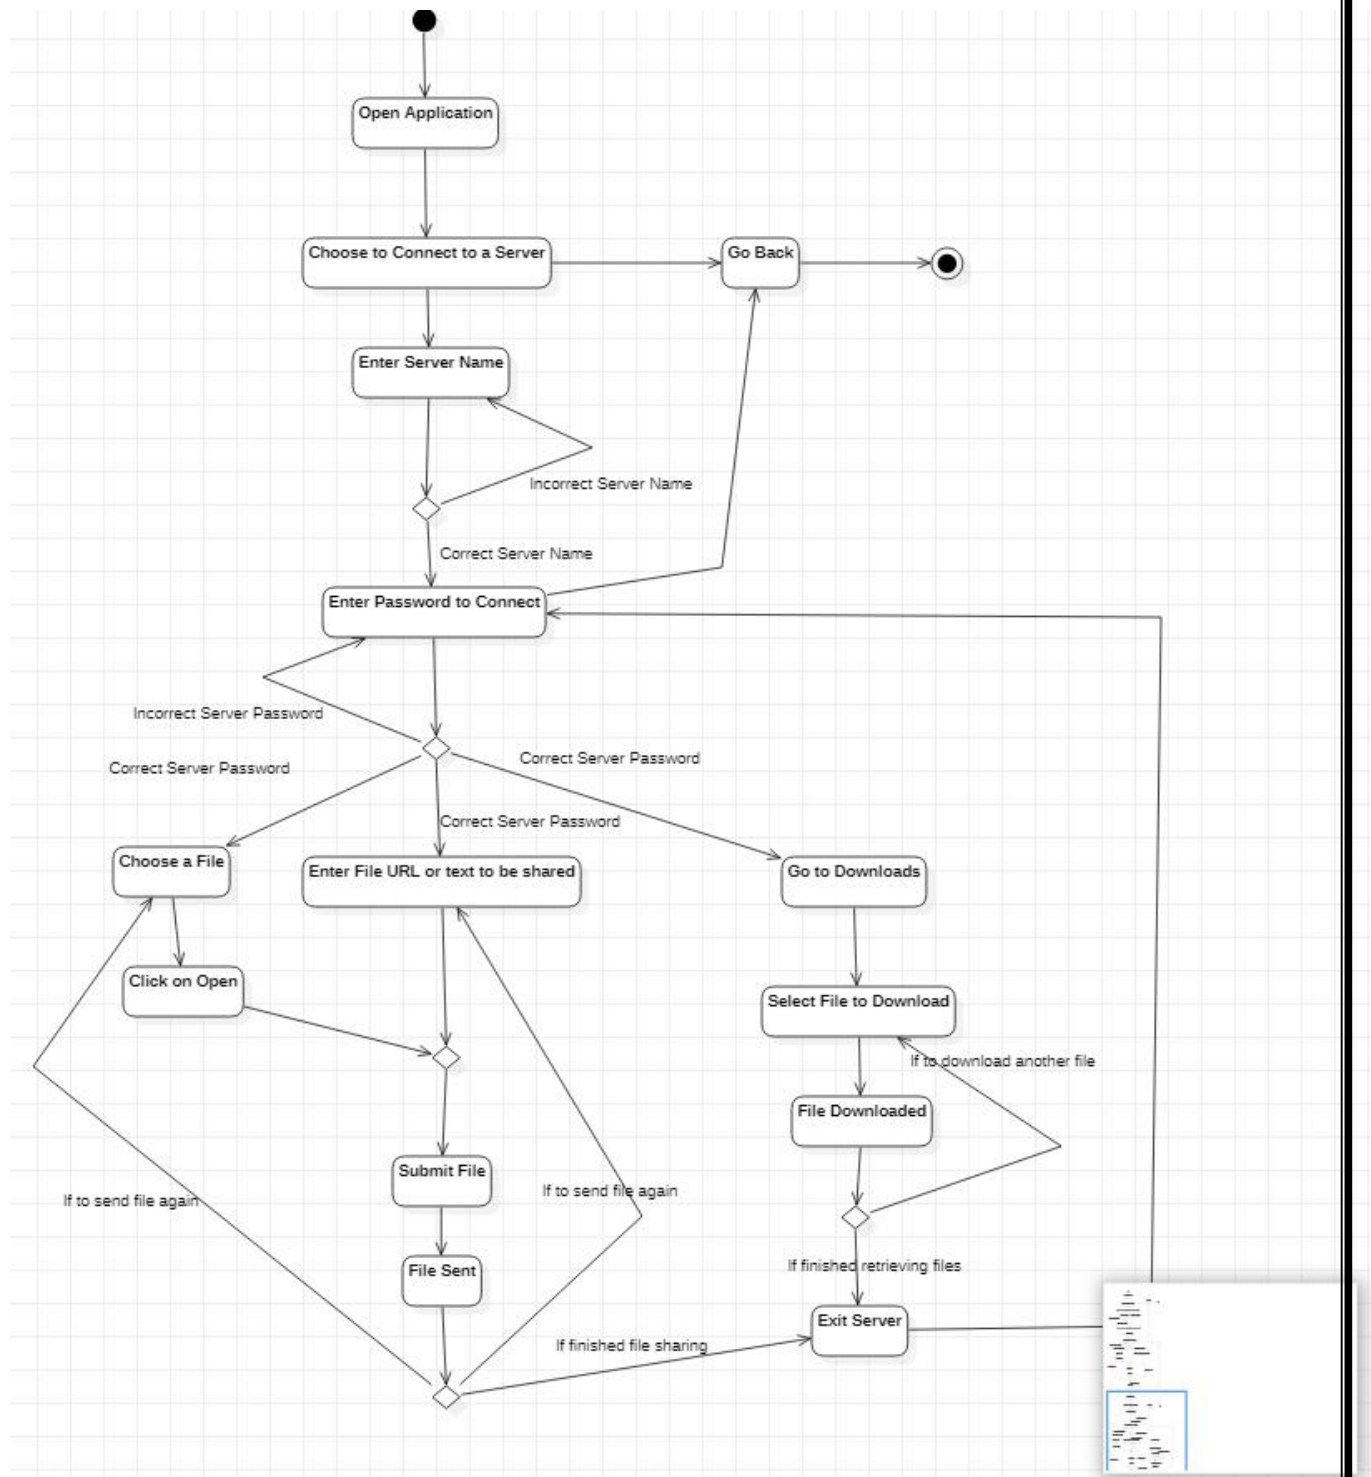 Open Application
Choose to Connect to a Server
Go Back
Enter Server Name
Incorrect Server Name
Correct Server Name
Enter Password to Connect
Incorrect Server Password
Correct Server Password
Correct Server Password
Correct Server Password
Choose a File
Enter File URL or text to be shared
Go to Downloads
Click on Open
Select File to Download
If to download another file
File Downloaded
Submit File
If to send file again
If to send file again
File Sent
If finished retrieving files
Exit Server
If finished file sharing